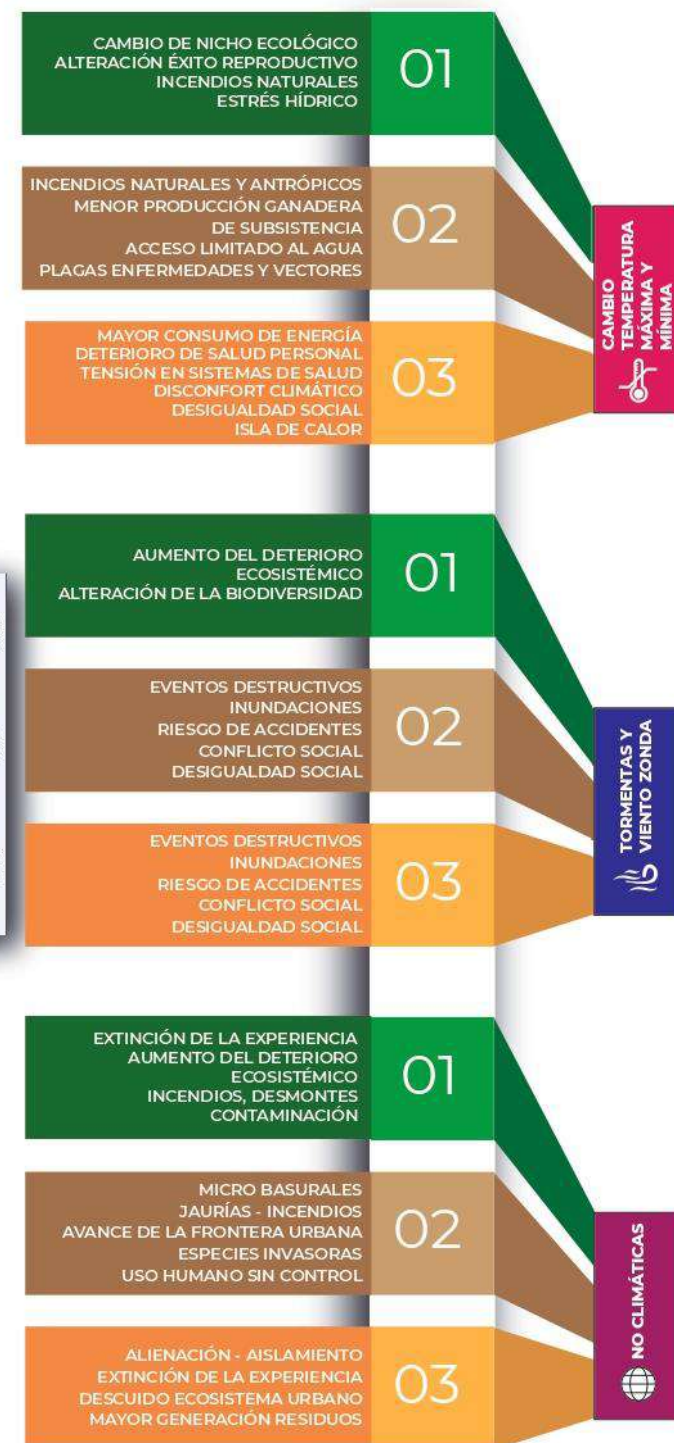 CAMBIO DE NICHO ECOLÓGICO
ALTERACIÓN ÉXITO REPRODUCTIVO
INCENDIOS NATURALES
ESTRÉS HÍDRICO
01
INCENDIOS NATURALES Y ANTRÓPICOS
MENOR PRODUCCIÓN GANADERA
DE SUBSISTENCIA
ACCESO LIMITADO AL AGUA
PLAGAS ENFERMEDADES Y VECTORES
02
MAYOR CONSUMO DE ENERGÍA
DETERIORO DE SALUD PERSONAL
TENSIÓN EN SISTEMAS DE SALUD
DISCONFORT CLIMÁTICO
DESIGUALDAD SOCIAL
ISLA DE CALOR
03
CAMBIO
TEMPERATURA
MÁXIMA Y
MÍNIMA
AUMENTO DEL DETERIORO
ECOSISTÉMICO
ALTERACIÓN DE LA BIODIVERSIDAD
01
EVENTOS DESTRUCTIVOS
INUNDACIONES
RIESGO DE ACCIDENTES
CONFLICTO SOCIAL
DESIGUALDAD SOCIAL
02
EVENTOS DESTRUCTIVOS
INUNDACIONES
RIESGO DE ACCIDENTES
CONFLICTO SOCIAL
DESIGUALDAD SOCIAL
03
TORMENTAS Y
VIENTO ZONDA
EXTINCIÓN DE LA EXPERIENCIA
AUMENTO DEL DETERIORO
ECOSISTÉMICO
INCENDIOS, DESMONTES
CONTAMINACIÓN
01
MICRO BASURALES
JAURÍAS - INCENDIOS
AVANCE DE LA FRONTERA URBANA
ESPECIES INVASORAS
USO HUMANO SIN CONTROL
02
ALIENACIÓN - AISLAMIENTO
EXTINCIÓN DE LA EXPERIENCIA
DESCUIDO ECOSISTEMA URBANO
MAYOR GENERACIÓN RESIDUOS
03
NO CLIMÁTICAS